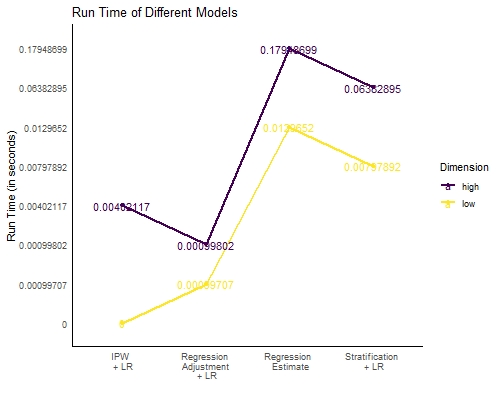 Run Time of Different Models
Run Time (in seconds)
0.17948699
0.06382895
0.0129652
0.00797892
0.00402117
0.00099802
0.00099707
0
0.17948699
0.06382895
0.0129652
0.00797892
0.00402117
0.00099802
0.00099707
0
IPW
+ LR
Regression
Adjustment
+ LR
Regression
Estimate
Stratification
+ LR
Dimension
a high
a low